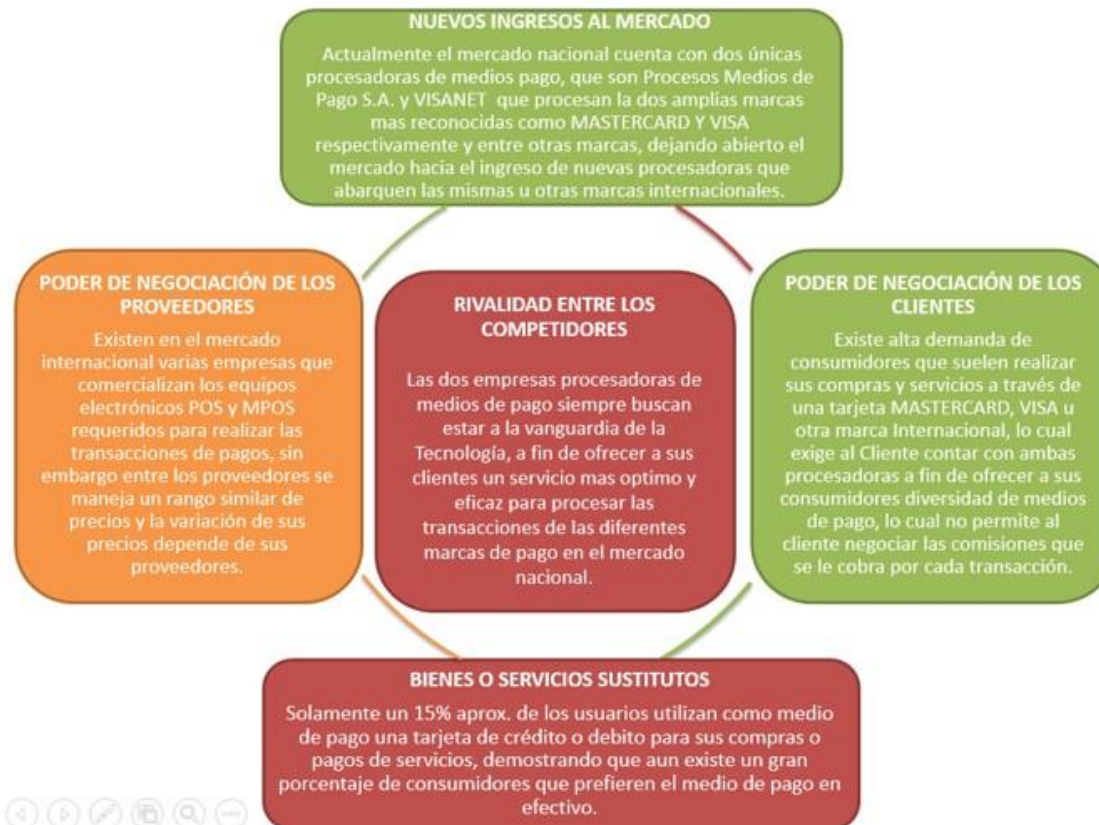 NUEVOS INGRESOS AL MERCADO
Actualmente el mercado nacional cuenta con dos únicas
procesadoras de medios pago, que son Procesos Medios de
Pago S.A. y VISANET que procesan la dos amplias marcas
mas reconocidas como MASTERCARD Y VISA
respectivamente y entre otras marcas, dejando abierto el
mercado hacia el ingreso de nuevas procesadoras que
abarquen las mismas u otras marcas internacionales.
PODER DE NEGOCIACIÓN DE LOS
PROVEEDORES
Existen en el mercado
internacional varias empresas que
comercializan los equipos
electrónicos POS y MPOS
requeridos para realizar las
transacciones de pagos, sin
embargo entre los proveedores se
maneja un rango similar de
precios y la variación de sus
precios depende de sus
proveedores.
RIVALIDAD ENTRE LOS
COMPETIDORES
Las dos empresas procesadoras de
medios de pago siempre buscan
estar a la vanguardia de la
Tecnología, a fin de ofrecer a sus
clientes un servicio mas optimo y
eficaz para procesar las
transacciones de las diferentes
marcas de pago en el mercado
nacional.
PODER DE NEGOCIACIÓN DE LOS
CLIENTES
Existe alta demanda de
consumidores que suelen realizar
sus compras y servicios a través de
una tarjeta MASTERCARD, VISA u
otra marca Internacional, lo cual
exige al Cliente contar con ambas
procesadoras a fin de ofrecer a sus
consumidores diversidad de medios
de pago, lo cual no permite al
cliente negociar las comisiones que
se le cobra por cada transacción.
BIENES O SERVICIOS SUSTITUTOS
Solamente un 15% aprox. de los usuarios utilizan como medio
de pago una tarjeta de crédito o debito para sus compras o
pagos de servicios, demostrando que aun existe un gran
porcentaje de consumidores que prefieren el medio de pago en
efectivo.